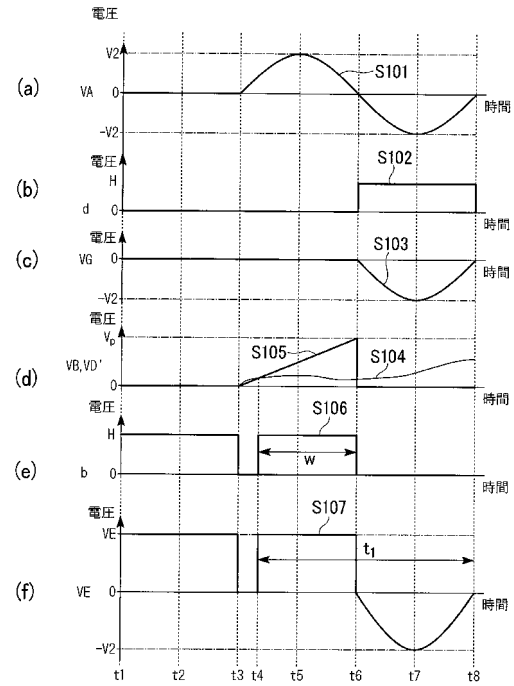 電圧
V2
S101
(a)
VA 0
時間
-V2
電圧
H
S102
(b)
d 0
時間
電圧
(c)
VG 0
S103
時間
-V2
電圧
Vp
S105
S104
(d)
VB,VD'
0
時間
電圧
S106
H
(e)
w
b 0
時間
電圧
S107
VE
t1
(f)
VE 0
時間
-V2
t1 t2 t3 t4 t5 t6 t7 t8